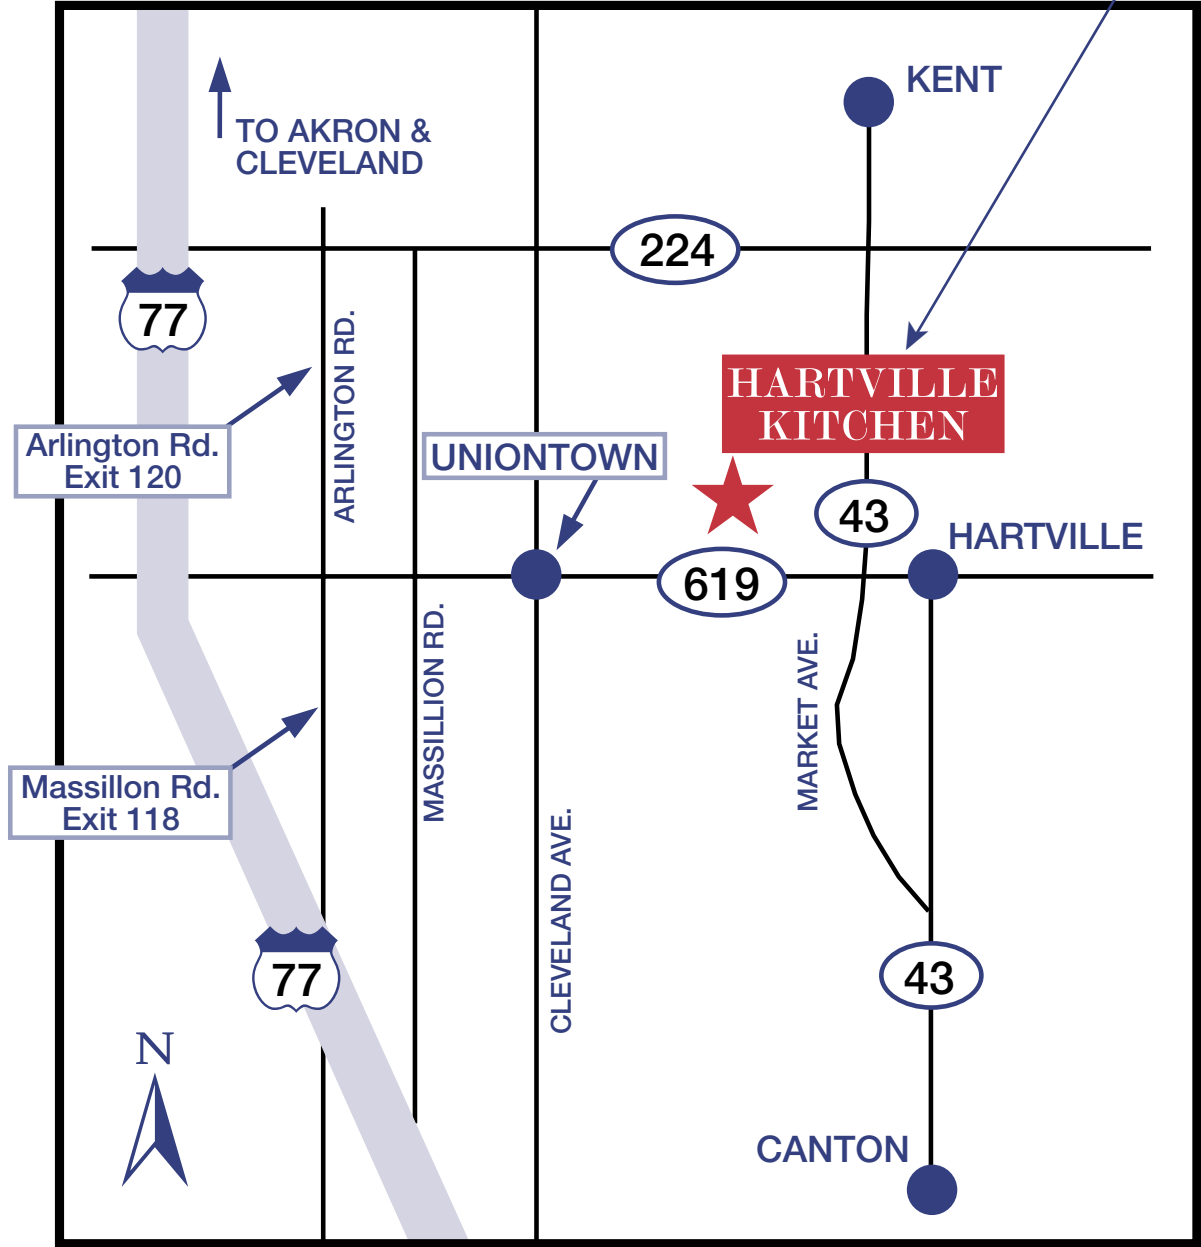 KENT
TO AKRON &
CLEVELAND
224
77
ARLINGTON RD.
HARTVILLE
KITCHEN
Arlington Rd.
Exit 120
UNIONTOWN
43
HARTVILLE
619
MASSILLION RD.
MARKET AVE.
Massillon Rd.
Exit 118
CLEVELAND AVE.
77
43
N
CANTON